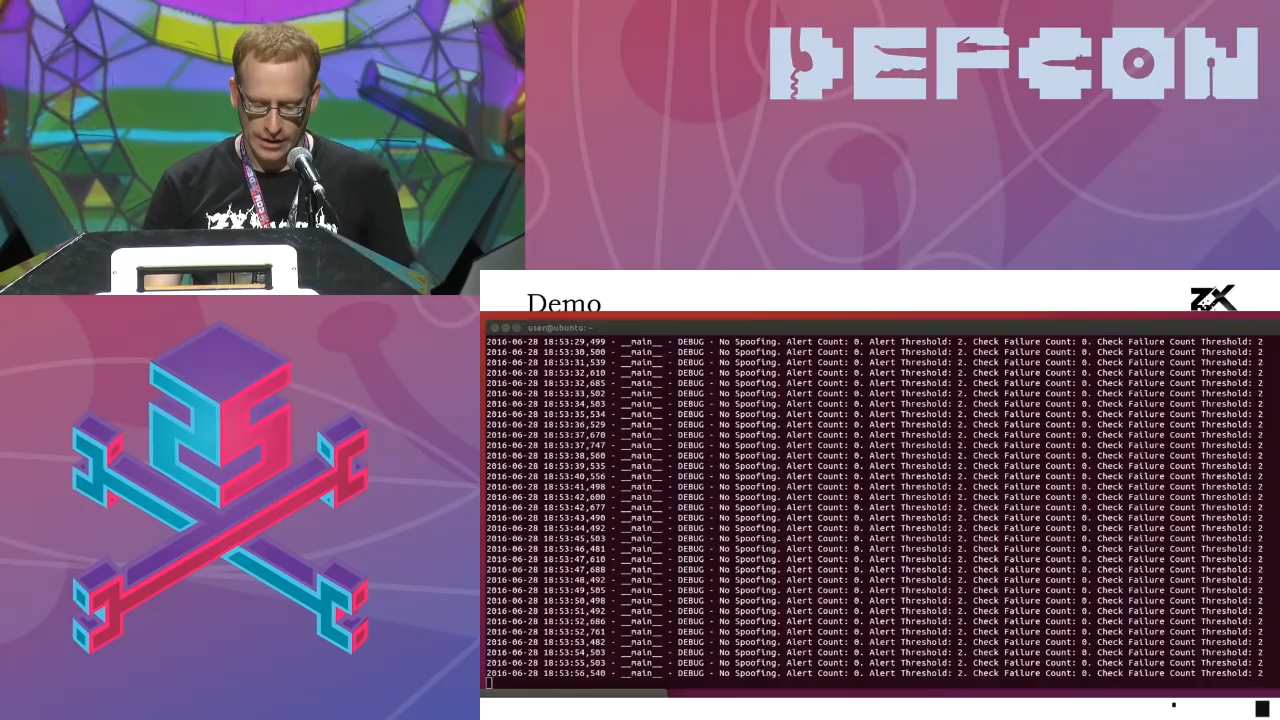 DEFCON
Demo
ZX
user@ubuntu: ~
2016-06-28 18:53:29,499 - __main__ - DEBUG - No Spoofing. Alert Count: 0. Alert Threshold: 2. Check Failure Count: 0. Check Failure Count Threshold: 2
2016-06-28 18:53:30,500 - __main__ - DEBUG - No Spoofing. Alert Count: 0. Alert Threshold: 2. Check Failure Count: 0. Check Failure Count Threshold: 2
2016-06-28 18:53:31,539 - __main__ - DEBUG - No Spoofing. Alert Count: 0. Alert Threshold: 2. Check Failure Count: 0. Check Failure Count Threshold: 2
2016-06-28 18:53:32,610 - __main__ - DEBUG - No Spoofing. Alert Count: 0. Alert Threshold: 2. Check Failure Count: 0. Check Failure Count Threshold: 2
2016-06-28 18:53:32,685 - __main__ - DEBUG - No Spoofing. Alert Count: 0. Alert Threshold: 2. Check Failure Count: 0. Check Failure Count Threshold: 2
2016-06-28 18:53:33,502 - __main__ - DEBUG - No Spoofing. Alert Count: 0. Alert Threshold: 2. Check Failure Count: 0. Check Failure Count Threshold: 2
2016-06-28 18:53:34,503 - __main__ - DEBUG - No Spoofing. Alert Count: 0. Alert Threshold: 2. Check Failure Count: 0. Check Failure Count Threshold: 2
2016-06-28 18:53:35,534 - __main__ - DEBUG - No Spoofing. Alert Count: 0. Alert Threshold: 2. Check Failure Count: 0. Check Failure Count Threshold: 2
2016-06-28 18:53:36,529 - __main__ - DEBUG - No Spoofing. Alert Count: 0. Alert Threshold: 2. Check Failure Count: 0. Check Failure Count Threshold: 2
2016-06-28 18:53:37,670 - __main__ - DEBUG - No Spoofing. Alert Count: 0. Alert Threshold: 2. Check Failure Count: 0. Check Failure Count Threshold: 2
2016-06-28 18:53:37,747 - __main__ - DEBUG - No Spoofing. Alert Count: 0. Alert Threshold: 2. Check Failure Count: 0. Check Failure Count Threshold: 2
2016-06-28 18:53:38,560 - __main__ - DEBUG - No Spoofing. Alert Count: 0. Alert Threshold: 2. Check Failure Count: 0. Check Failure Count Threshold: 2
2016-06-28 18:53:39,535 - __main__ - DEBUG - No Spoofing. Alert Count: 0. Alert Threshold: 2. Check Failure Count: 0. Check Failure Count Threshold: 2
2016-06-28 18:53:40,556 - __main__ - DEBUG - No Spoofing. Alert Count: 0. Alert Threshold: 2. Check Failure Count: 0. Check Failure Count Threshold: 2
2016-06-28 18:53:41,498 - __main__ - DEBUG - No Spoofing. Alert Count: 0. Alert Threshold: 2. Check Failure Count: 0. Check Failure Count Threshold: 2
2016-06-28 18:53:42,600 - __main__ - DEBUG - No Spoofing. Alert Count: 0. Alert Threshold: 2. Check Failure Count: 0. Check Failure Count Threshold: 2
2016-06-28 18:53:42,677 - __main__ - DEBUG - No Spoofing. Alert Count: 0. Alert Threshold: 2. Check Failure Count: 0. Check Failure Count Threshold: 2
2016-06-28 18:53:43,490 - __main__ - DEBUG - No Spoofing. Alert Count: 0. Alert Threshold: 2. Check Failure Count: 0. Check Failure Count Threshold: 2
2016-06-28 18:53:44,492 - __main__ - DEBUG - No Spoofing. Alert Count: 0. Alert Threshold: 2. Check Failure Count: 0. Check Failure Count Threshold: 2
2016-06-28 18:53:45,503 - __main__ - DEBUG - No Spoofing. Alert Count: 0. Alert Threshold: 2. Check Failure Count: 0. Check Failure Count Threshold: 2
2016-06-28 18:53:46,481 - __main__ - DEBUG - No Spoofing. Alert Count: 0. Alert Threshold: 2. Check Failure Count: 0. Check Failure Count Threshold: 2
2016-06-28 18:53:47,610 - __main__ - DEBUG - No Spoofing. Alert Count: 0. Alert Threshold: 2. Check Failure Count: 0. Check Failure Count Threshold: 2
2016-06-28 18:53:47,688 - __main__ - DEBUG - No Spoofing. Alert Count: 0. Alert Threshold: 2. Check Failure Count: 0. Check Failure Count Threshold: 2
2016-06-28 18:53:48,492 - __main__ - DEBUG - No Spoofing. Alert Count: 0. Alert Threshold: 2. Check Failure Count: 0. Check Failure Count Threshold: 2
2016-06-28 18:53:49,505 - __main__ - DEBUG - No Spoofing. Alert Count: 0. Alert Threshold: 2. Check Failure Count: 0. Check Failure Count Threshold: 2
2016-06-28 18:53:50,498 - __main__ - DEBUG - No Spoofing. Alert Count: 0. Alert Threshold: 2. Check Failure Count: 0. Check Failure Count Threshold: 2
2016-06-28 18:53:51,492 - __main__ - DEBUG - No Spoofing. Alert Count: 0. Alert Threshold: 2. Check Failure Count: 0. Check Failure Count Threshold: 2
2016-06-28 18:53:52,686 - __main__ - DEBUG - No Spoofing. Alert Count: 0. Alert Threshold: 2. Check Failure Count: 0. Check Failure Count Threshold: 2
2016-06-28 18:53:52,761 - __main__ - DEBUG - No Spoofing. Alert Count: 0. Alert Threshold: 2. Check Failure Count: 0. Check Failure Count Threshold: 2
2016-06-28 18:53:53,482 - __main__ - DEBUG - No Spoofing. Alert Count: 0. Alert Threshold: 2. Check Failure Count: 0. Check Failure Count Threshold: 2
2016-06-28 18:53:54,503 - __main__ - DEBUG - No Spoofing. Alert Count: 0. Alert Threshold: 2. Check Failure Count: 0. Check Failure Count Threshold: 2
2016-06-28 18:53:55,503 - __main__ - DEBUG - No Spoofing. Alert Count: 0. Alert Threshold: 2. Check Failure Count: 0. Check Failure Count Threshold: 2
2016-06-28 18:53:56,540 - __main__ - DEBUG - No Spoofing. Alert Count: 0. Alert Threshold: 2. Check Failure Count: 0. Check Failure Count Threshold: 2